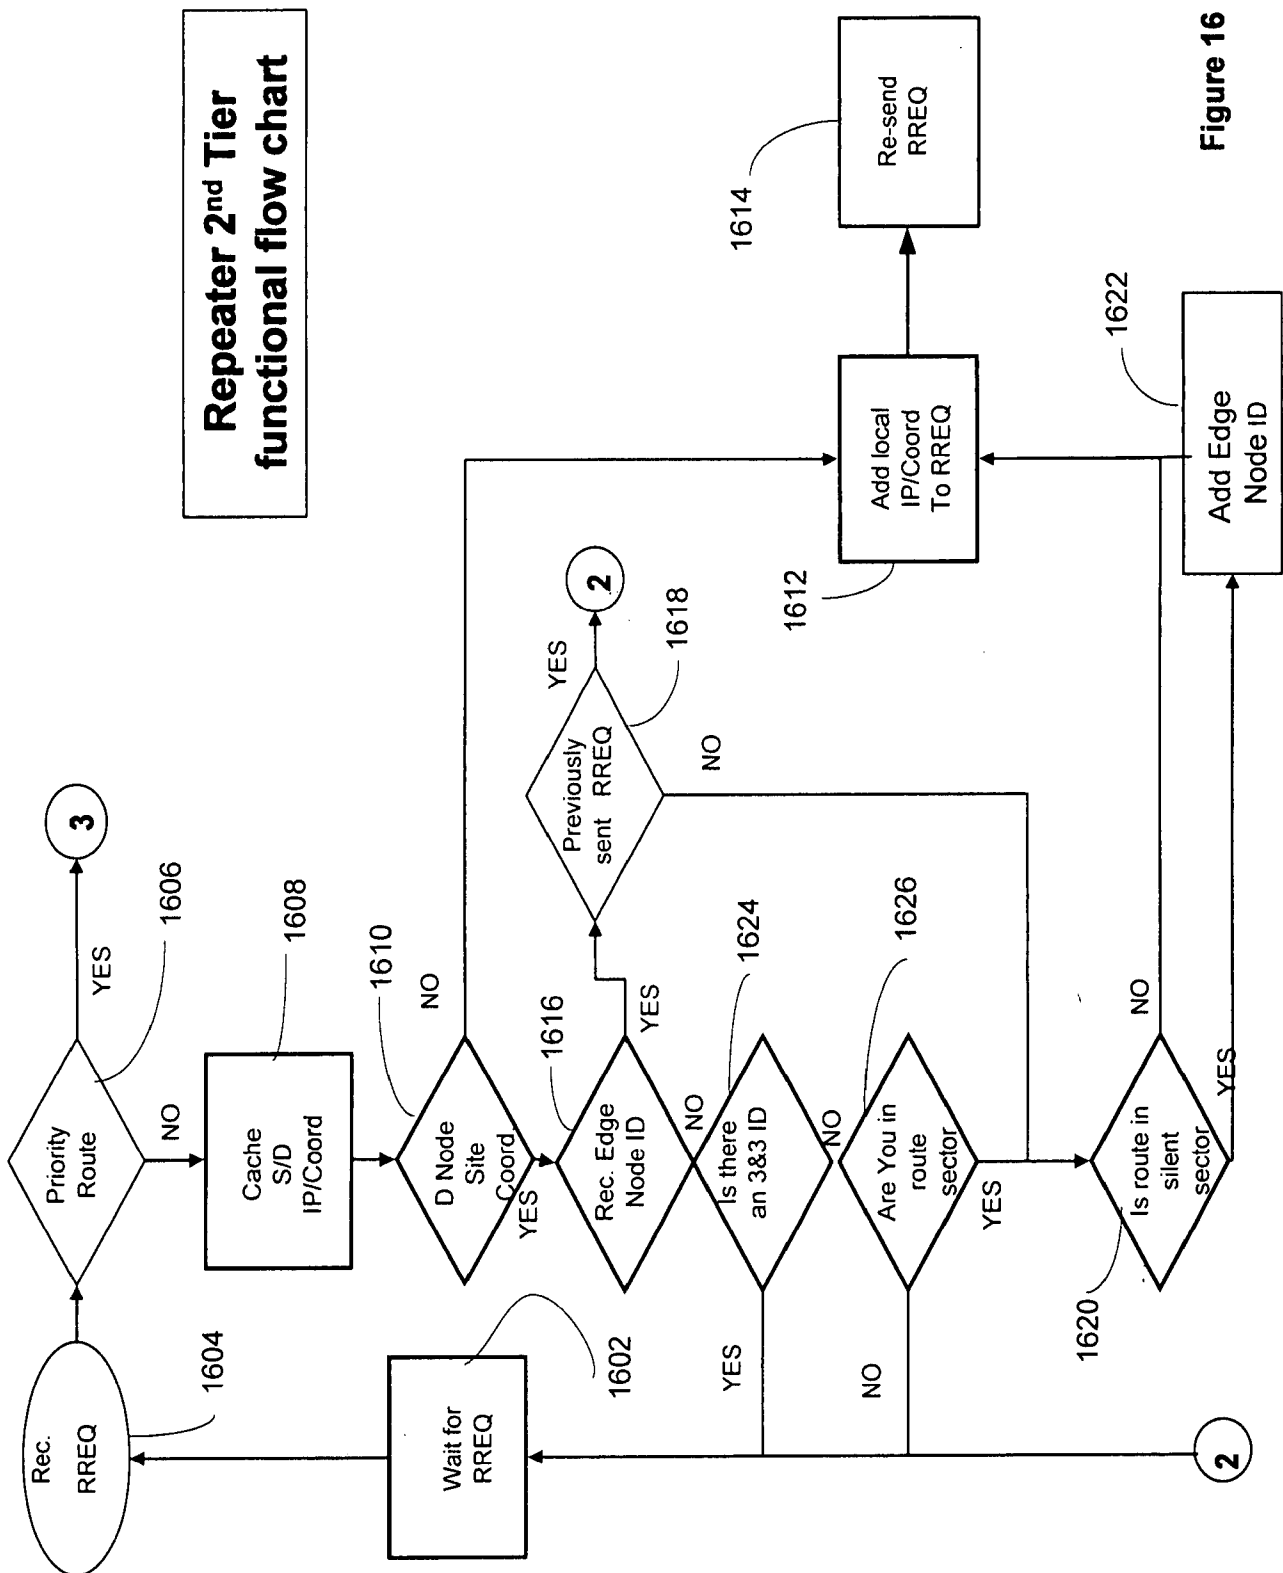 Repeater 2nd Tier
functional flow chart
Rec.
RREQ
1604
Priority
Route
1606
YES
3
NO
Cache
S/D
IP/Coord
1608
D Node
Site
Coord
1610
NO
YES
Wait for
RREQ
1602
Rec. Edge
Node ID
1616
YES
NO
Previously
sent RREQ
YES
2
1618
NO
Is there
an 3&3 ID
1624
YES
NO
Are You in
route
sector
1626
NO
YES
Is route in
silent
sector
1620
NO
YES
2
Add local
IP/Coord
To RREQ
1612
Re-send
RREQ
1614
Add Edge
Node ID
1622
Figure 16